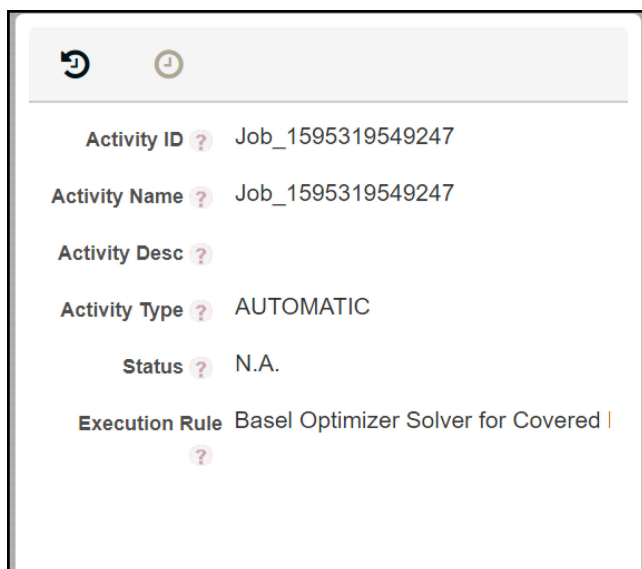 Activity ID ? Job_1595319549247
Activity Name ? Job_1595319549247
Activity Desc ?
Activity Type ? AUTOMATIC
Status ? N.A.
Execution Rule Basel Optimizer Solver for Covered
?